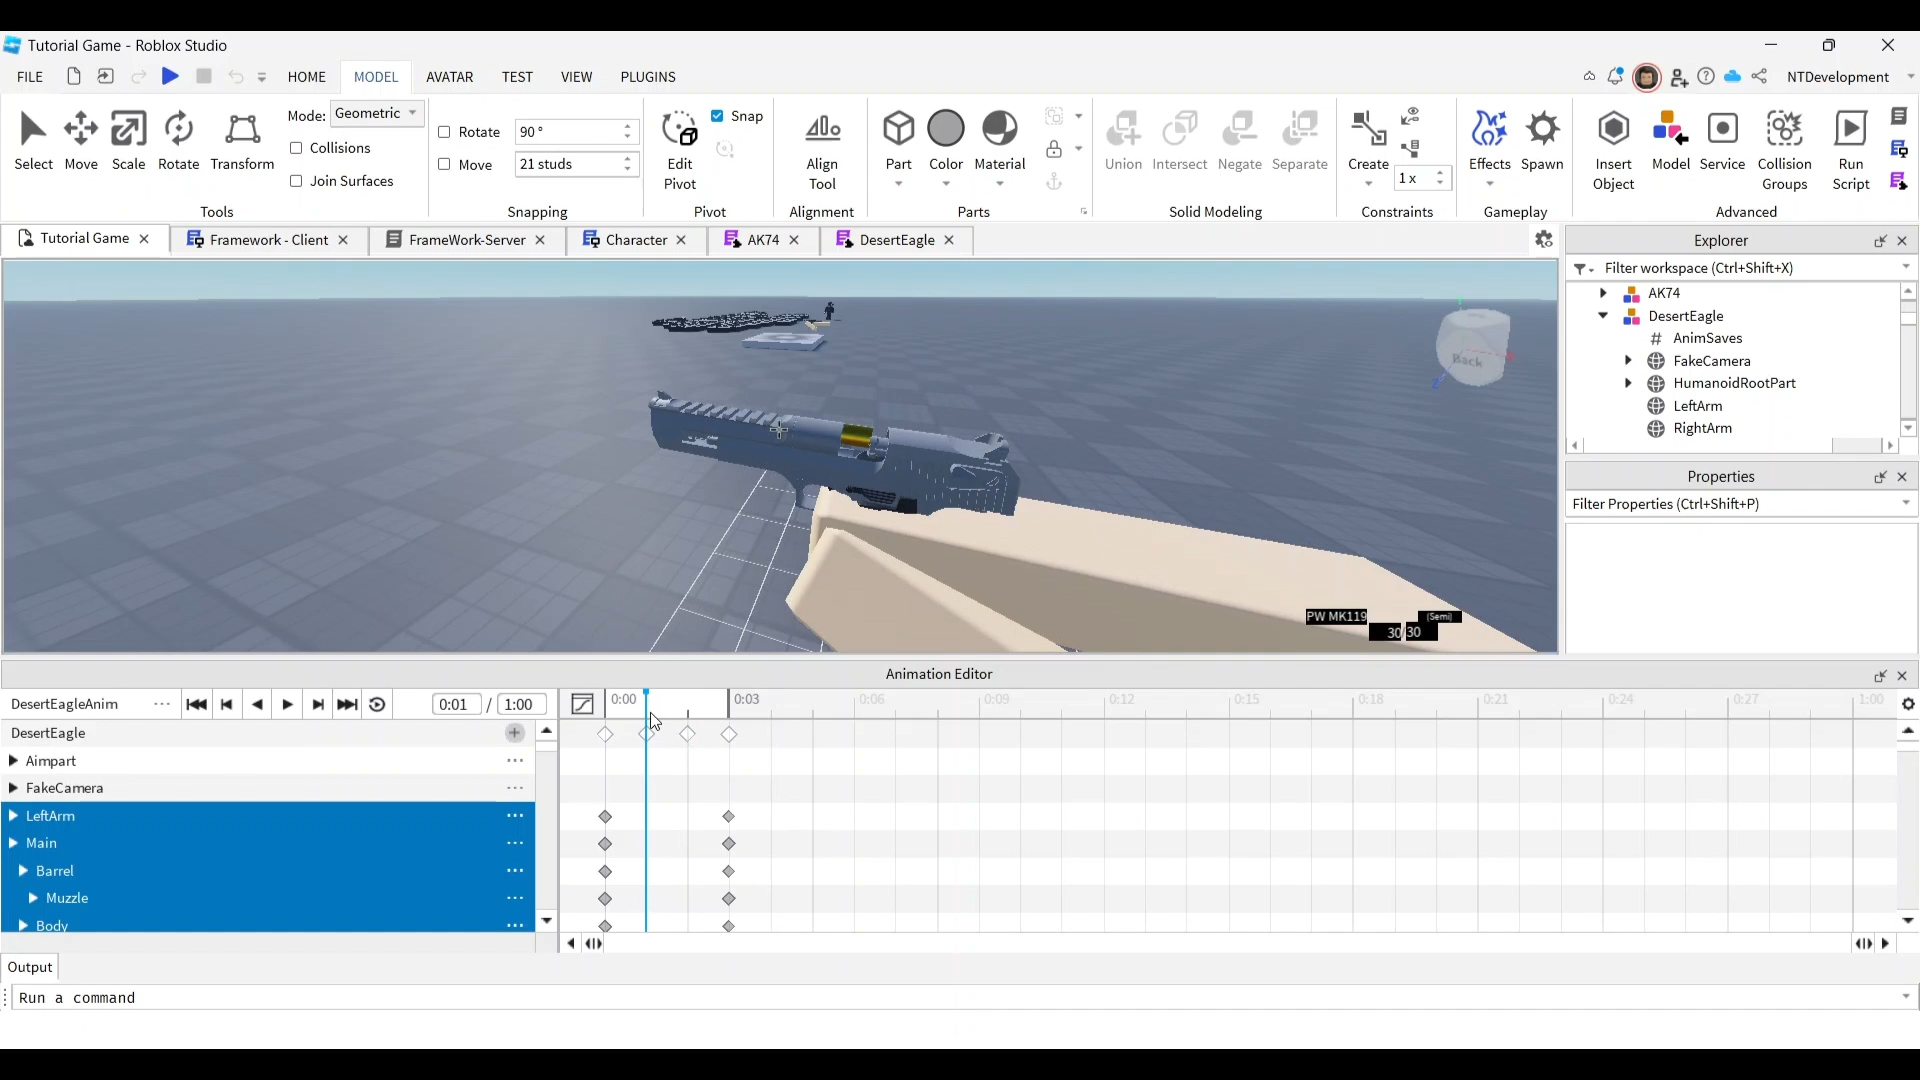 Tutorial Game - Roblox Studio
FILE HOME MODEL AVATAR TEST VIEW PLUGINS NTDevelopment
Select Move Scale Rotate Transform
Mode: Geometric
Collisions
Join Surfaces
Tools
Rotate 90 °
Move 21 studs
Snapping
Edit
Pivot
Snap
Pivot
Align
Tool
Alignment
Part Color Material
Parts
Union Intersect Negate Separate
Solid Modeling
Create
1 x
Constraints
Effects Spawn
Gameplay
Insert
Object
Model Service
Collision
Groups
Run
Script
Advanced
Tutorial Game Framework - Client FrameWork-Server Character AK74 DesertEagle
Back
PW MK119 (Semi)
30/30
Explorer
Filter workspace (Ctrl+Shift+X)
AK74
DesertEagle
# AnimSaves
FakeCamera
HumanoidRootPart
LeftArm
RightArm
Properties
Filter Properties (Ctrl+Shift+P)
Animation Editor
DesertEagleAnim ... 0:01 / 1:00
0:00 0:03 0:06 0:09 0:12 0:15 0:18 0:21 0:24 0:27 1:00
DesertEagle
Aimpart ...
FakeCamera ...
LeftArm ...
Main ...
Barrel ...
Muzzle ...
Body ...
Output
Run a command